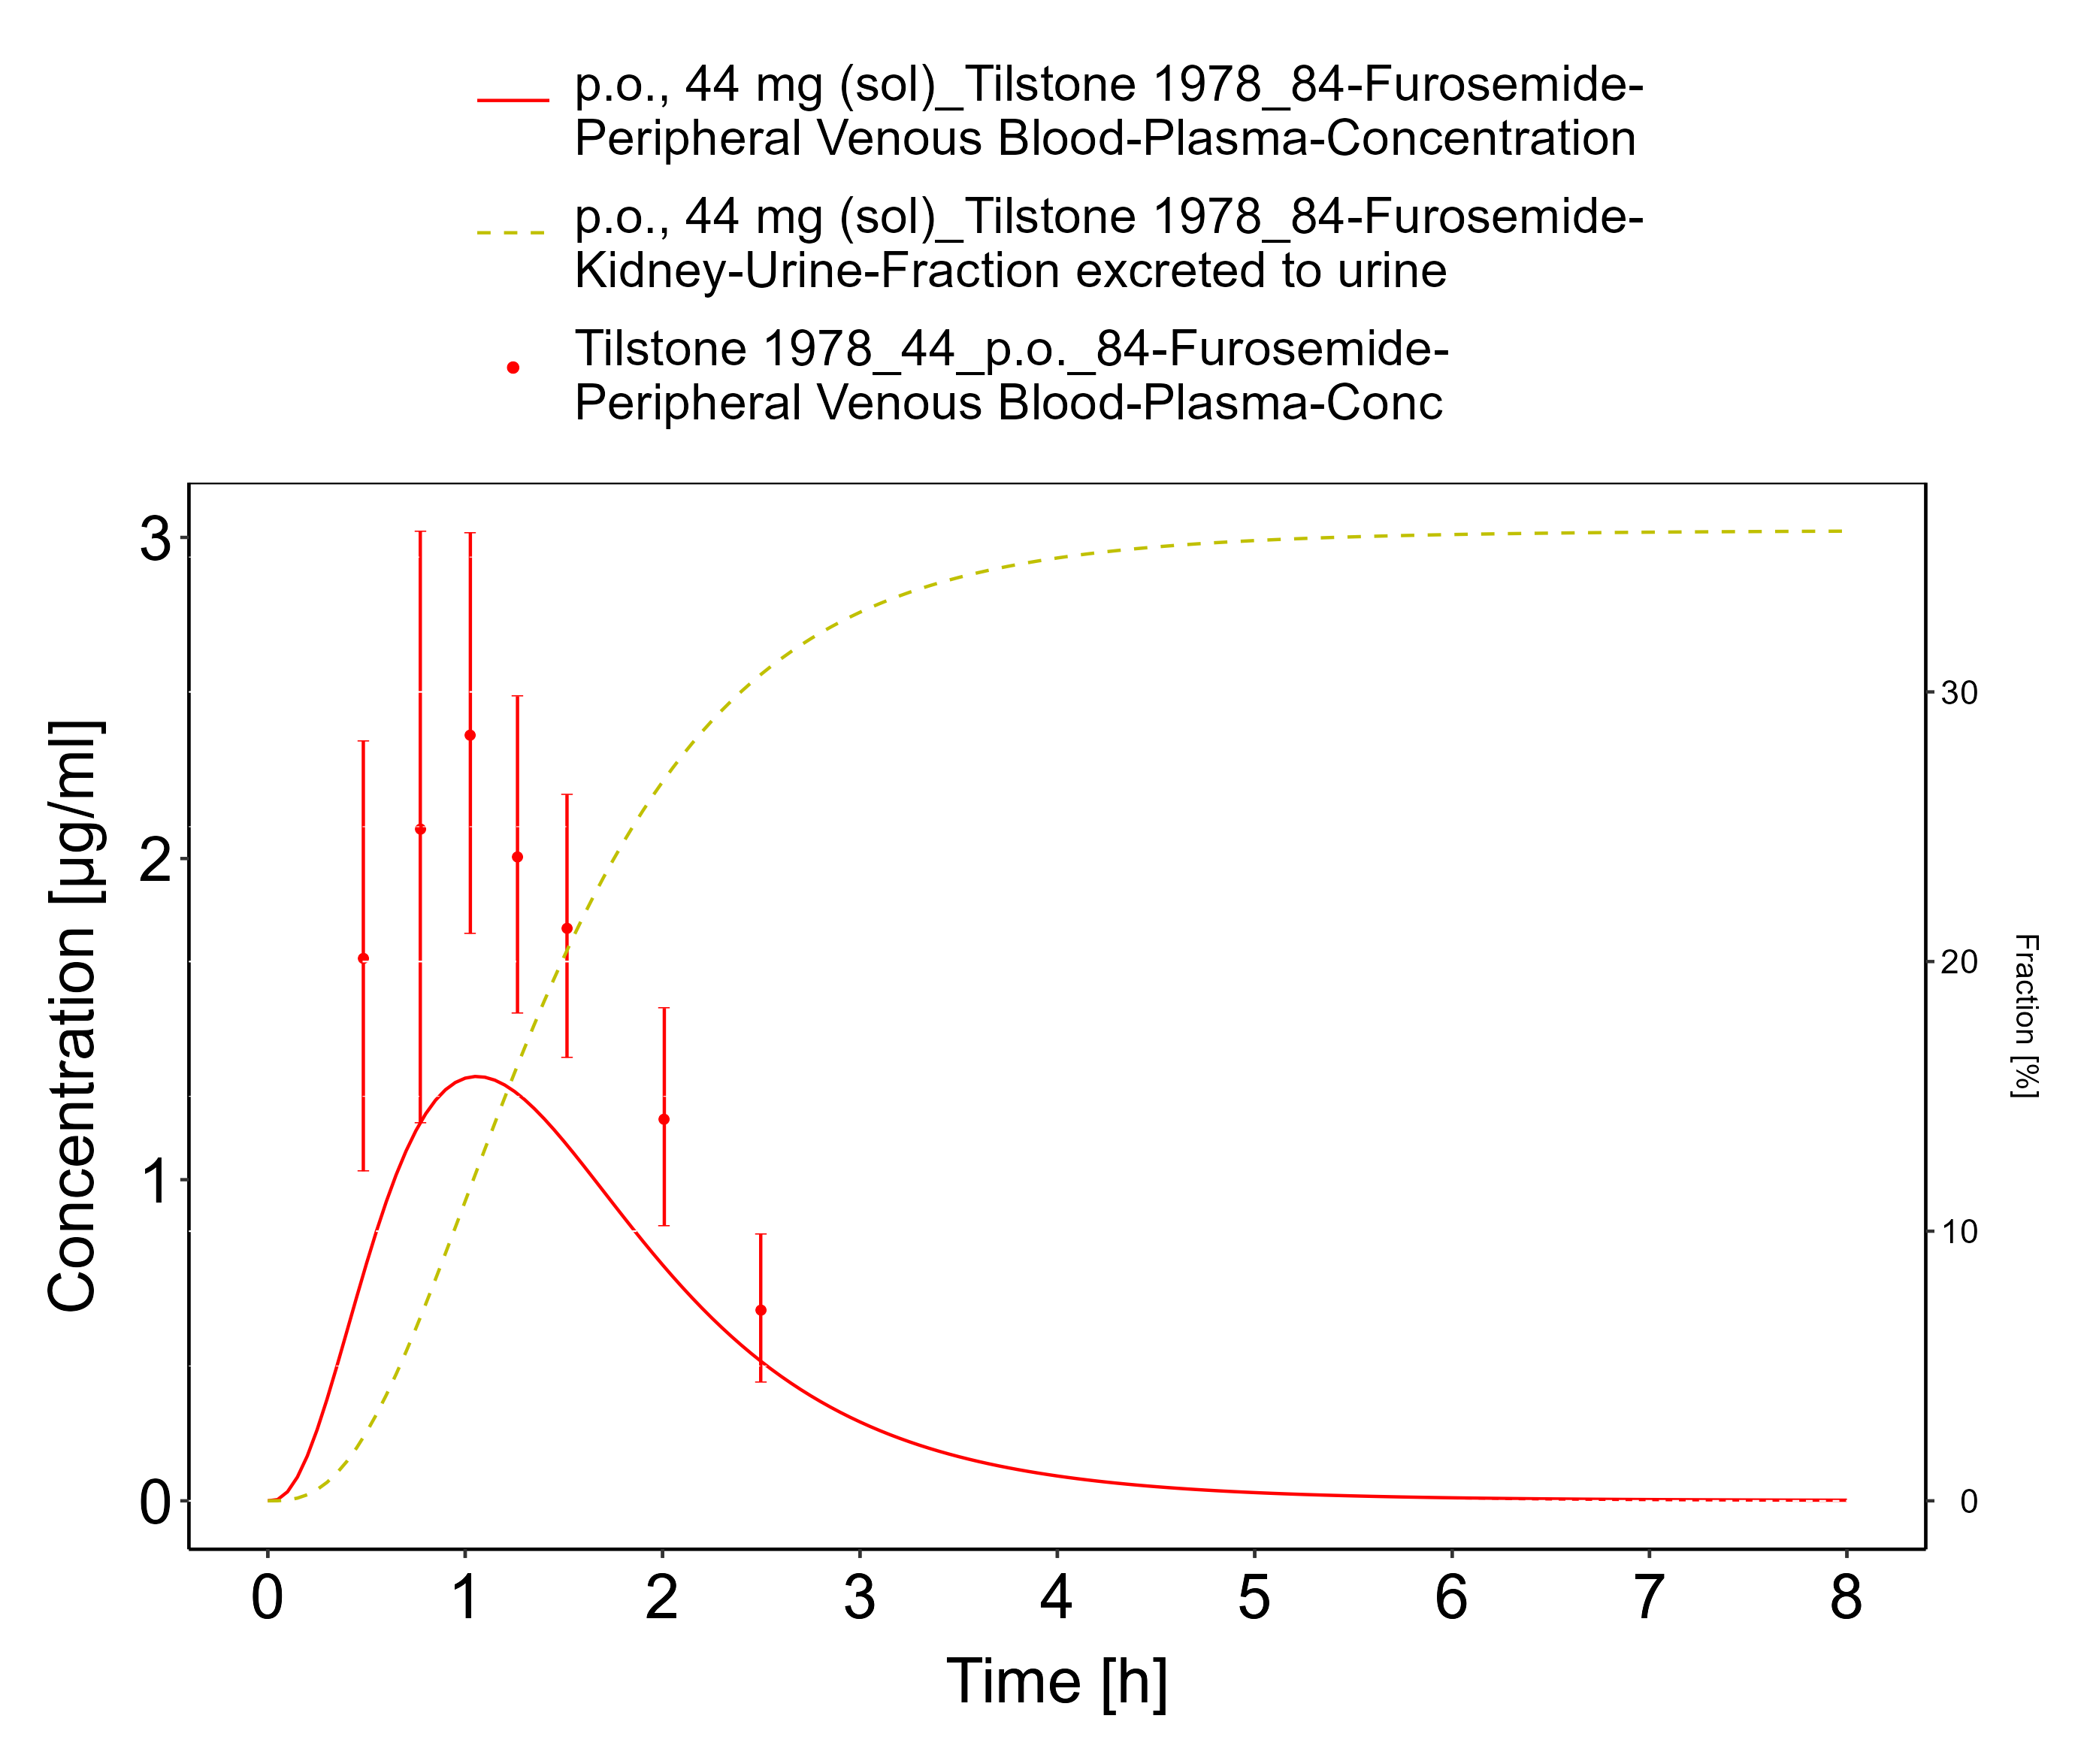 p.o., 44 mg (sol)_Tilstone 1978_84-Furosemide-
Peripheral Venous Blood-Plasma-Concentration
p.o., 44 mg (sol)_Tilstone 1978_84-Furosemide-
Kidney-Urine-Fraction excreted to urine
Tilstone 1978_44_p.o._84-Furosemide-
Peripheral Venous Blood-Plasma-Conc
Concentration [µg/ml]
3
2
1
0
30
20
10
0
Fraction [%]
0 1 2 3 4 5 6 7 8
Time [h]